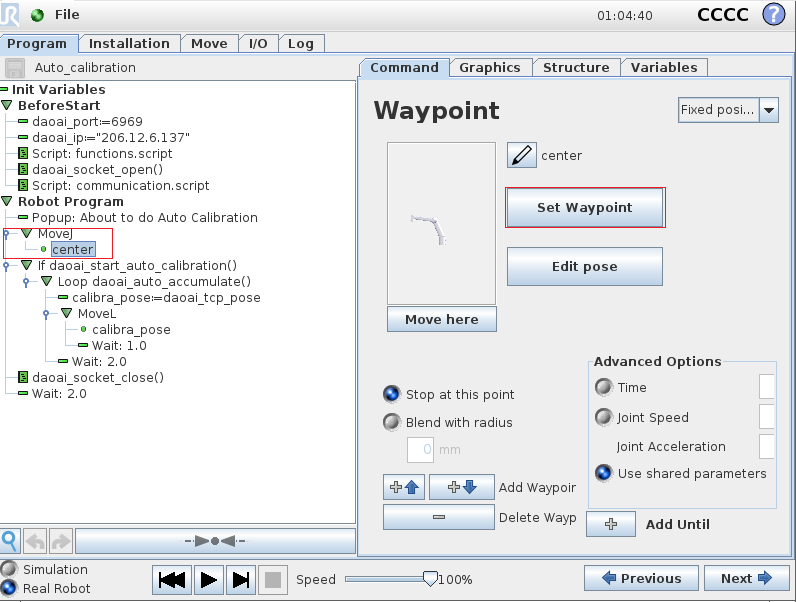 File
01:04:40
CCCC
?
Program Installation Move I/O Log
Auto_calibration
Init Variables
BeforeStart
daoai_port:=6969
daoai_ip:="206.12.6.137"
Script: functions.script
daoai_socket_open()
Script: communication.script
Robot Program
Popup: About to do Auto Calibration
MoveJ
center
If daoai_start_auto_calibration()
Loop daoai_auto_accumulate()
calibra_pose:=daoai_tcp_pose
MoveL
calibra_pose
Wait: 1.0
Wait: 2.0
daoai_socket_close()
Wait: 2.0
Command Graphics Structure Variables
Waypoint
Fixed posi...
center
Set Waypoint
Edit pose
Move here
Stop at this point
Blend with radius
0 mm
Add Waypoir
Delete Wayp
Advanced Options
Time
Joint Speed
Joint Acceleration
Use shared parameters
Add Until
Simulation
Real Robot
Speed 100%
Previous
Next